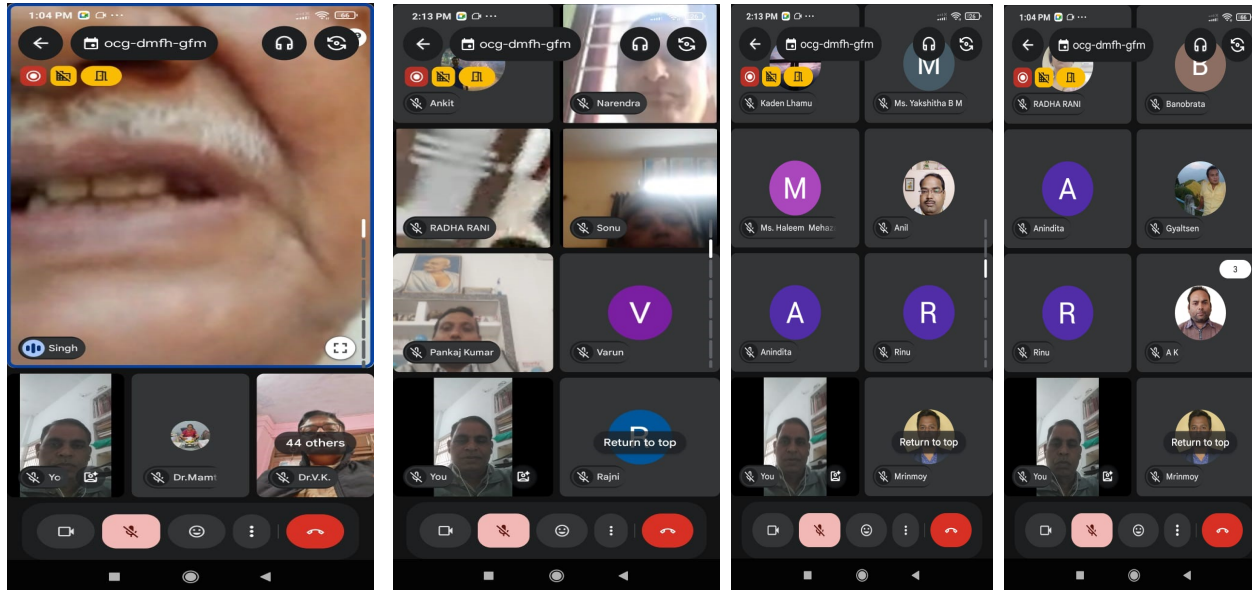 1:04 PM
66
ocg-dmfh-gfm
Singh
44 others
Yo
Dr.Mam
Dr.V.K.
2:13 PM
ocg-dmfh-gfm
Ankit
Narendra
RADHA RANI
Sonu
Pankaj Kumar
V
Varun
You
Return to top
Rajni
2:13 PM
ocg-dmfh-gfm
M
Kaden Lhamu
Ms. Yakshitha B M
M
Ms. Haleem Mehaz
Anil
A
R
Anindita
Rinu
You
Return to top
Mrinmoy
1:04 PM
66
ocg-dmfh-gfm
B
RADHA RANI
Banobrata
A
Anindita
Gyaltsen
3
R
Rinu
A K
You
Return to top
Mrinmoy